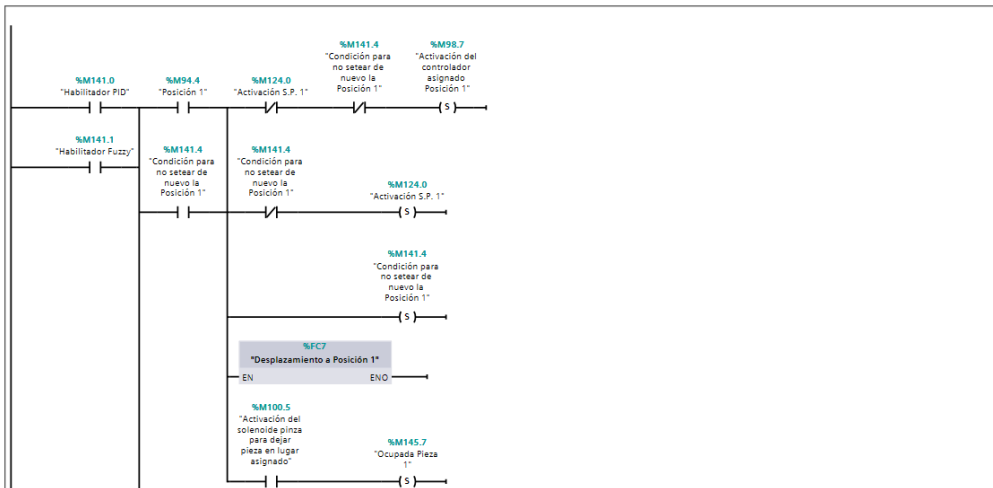 %M141.0
"Habilitador PID"
%M94.4
"Posición 1"
%M124.0
"Activación S.P. 1"
%M141.4
"Condición para
no setear de
nuevo la
Posición 1"
%M98.7
"Activación del
controlador
asignado
Posición 1"
S
%M141.1
"Habilitador Fuzzy"
%M141.4
"Condición para
no setear de
nuevo la
Posición 1"
%M141.4
"Condición para
no setear de
nuevo la
Posición 1"
%M124.0
"Activación S.P. 1"
S
%M141.4
"Condición para
no setear de
nuevo la
Posición 1"
S
%FC7
"Desplazamiento a Posición 1"
EN
ENO
%M100.5
"Activación del
solenoide pinza
para dejar
pieza en lugar
asignado"
%M145.7
"Ocupada Pieza
1"
S